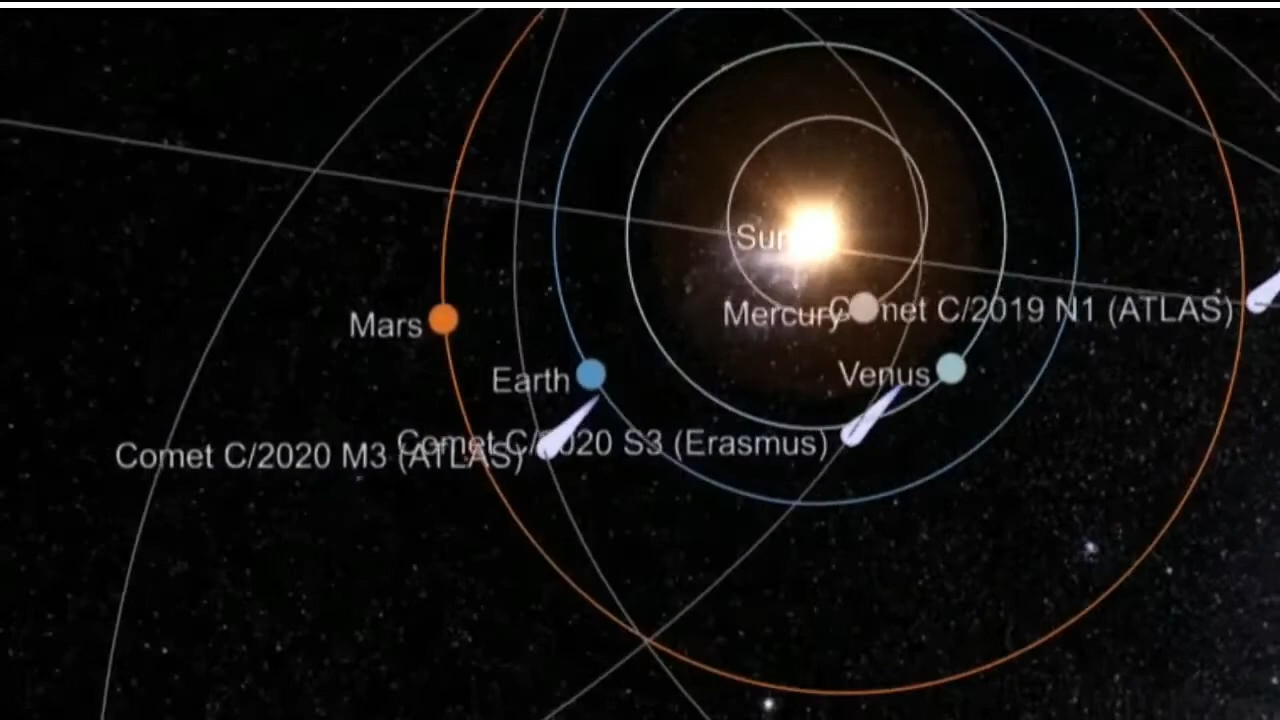 Sun
Mercury
Comet C/2019 N1 (ATLAS)
Mars
Earth
Venus
Comet C/2020 S3 (Erasmus)
Comet C/2020 M3 (ATLAS)